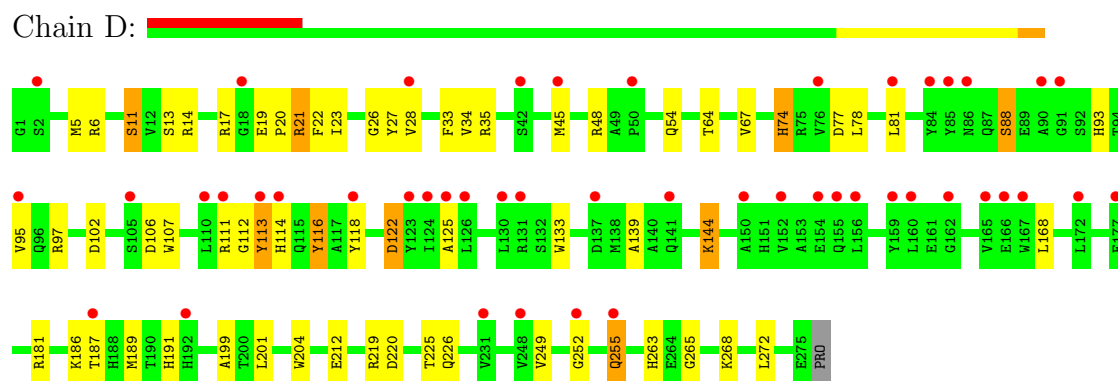 Chain D:
G1 S2 M5 R6 S11 V12 S13 R14 R17 G18 E19 P20 R21 F22 I23 G26 Y27 V28 F33 V34 R35 S42 M45 R48 A49 P50 Q54 T64 V67 H74 R75 V76 D77 L78 L81 Y84 Y85 N86 Q87 S88 E89 A90 G91 S92 H93 T94
V95 Q96 R97 D102 S105 D106 W107 L110 R111 G112 Y113 H114 Q115 Y116 A117 Y118 D122 Y123 I124 A125 L126 L130 R131 S132 W133 D137 M138 A139 A140 Q141 K144 A150 H151 V152 A153 E154 Q155 L156 Y159 L160 E161 G162 V165 E166 W167 L168 L172 E173
R181 K186 T187 H188 M189 T190 H191 H192 A199 T200 L201 W204 E212 R219 D220 T225 Q226 V231 V248 V249 G252 Q255 H263 E264 G265 K268 L272 E275 PRO